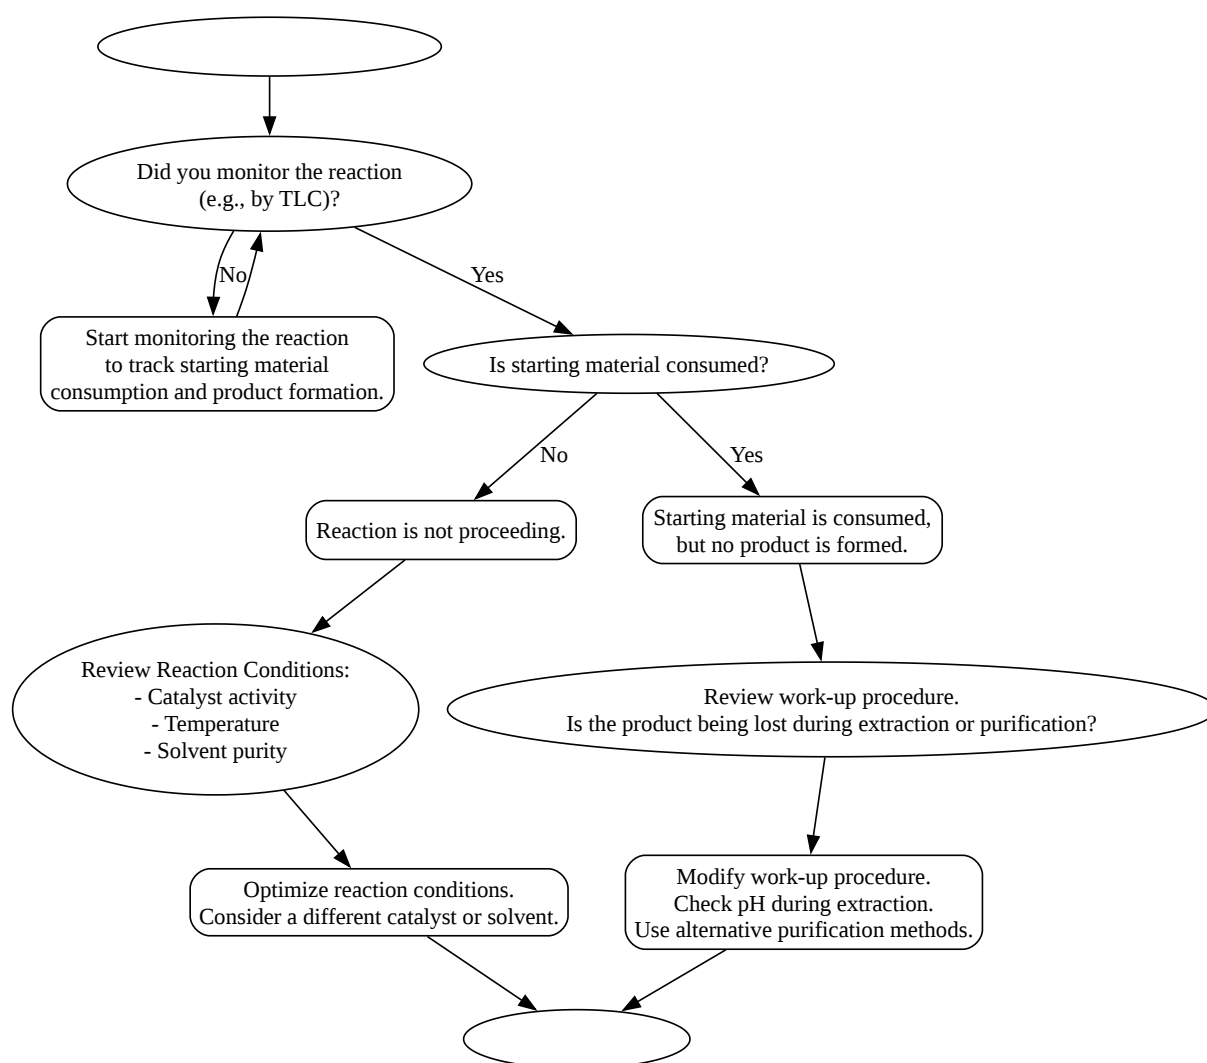 Did you monitor the reaction
(e.g., by TLC)?
No
Yes
Start monitoring the reaction
to track starting material
consumption and product formation.
Is starting material consumed?
No
Yes
Reaction is not proceeding.
Starting material is consumed,
but no product is formed.
Review Reaction Conditions:
- Catalyst activity
- Temperature
- Solvent purity
Review work-up procedure.
Is the product being lost during extraction or purification?
Optimize reaction conditions.
Consider a different catalyst or solvent.
Modify work-up procedure.
Check pH during extraction.
Use alternative purification methods.